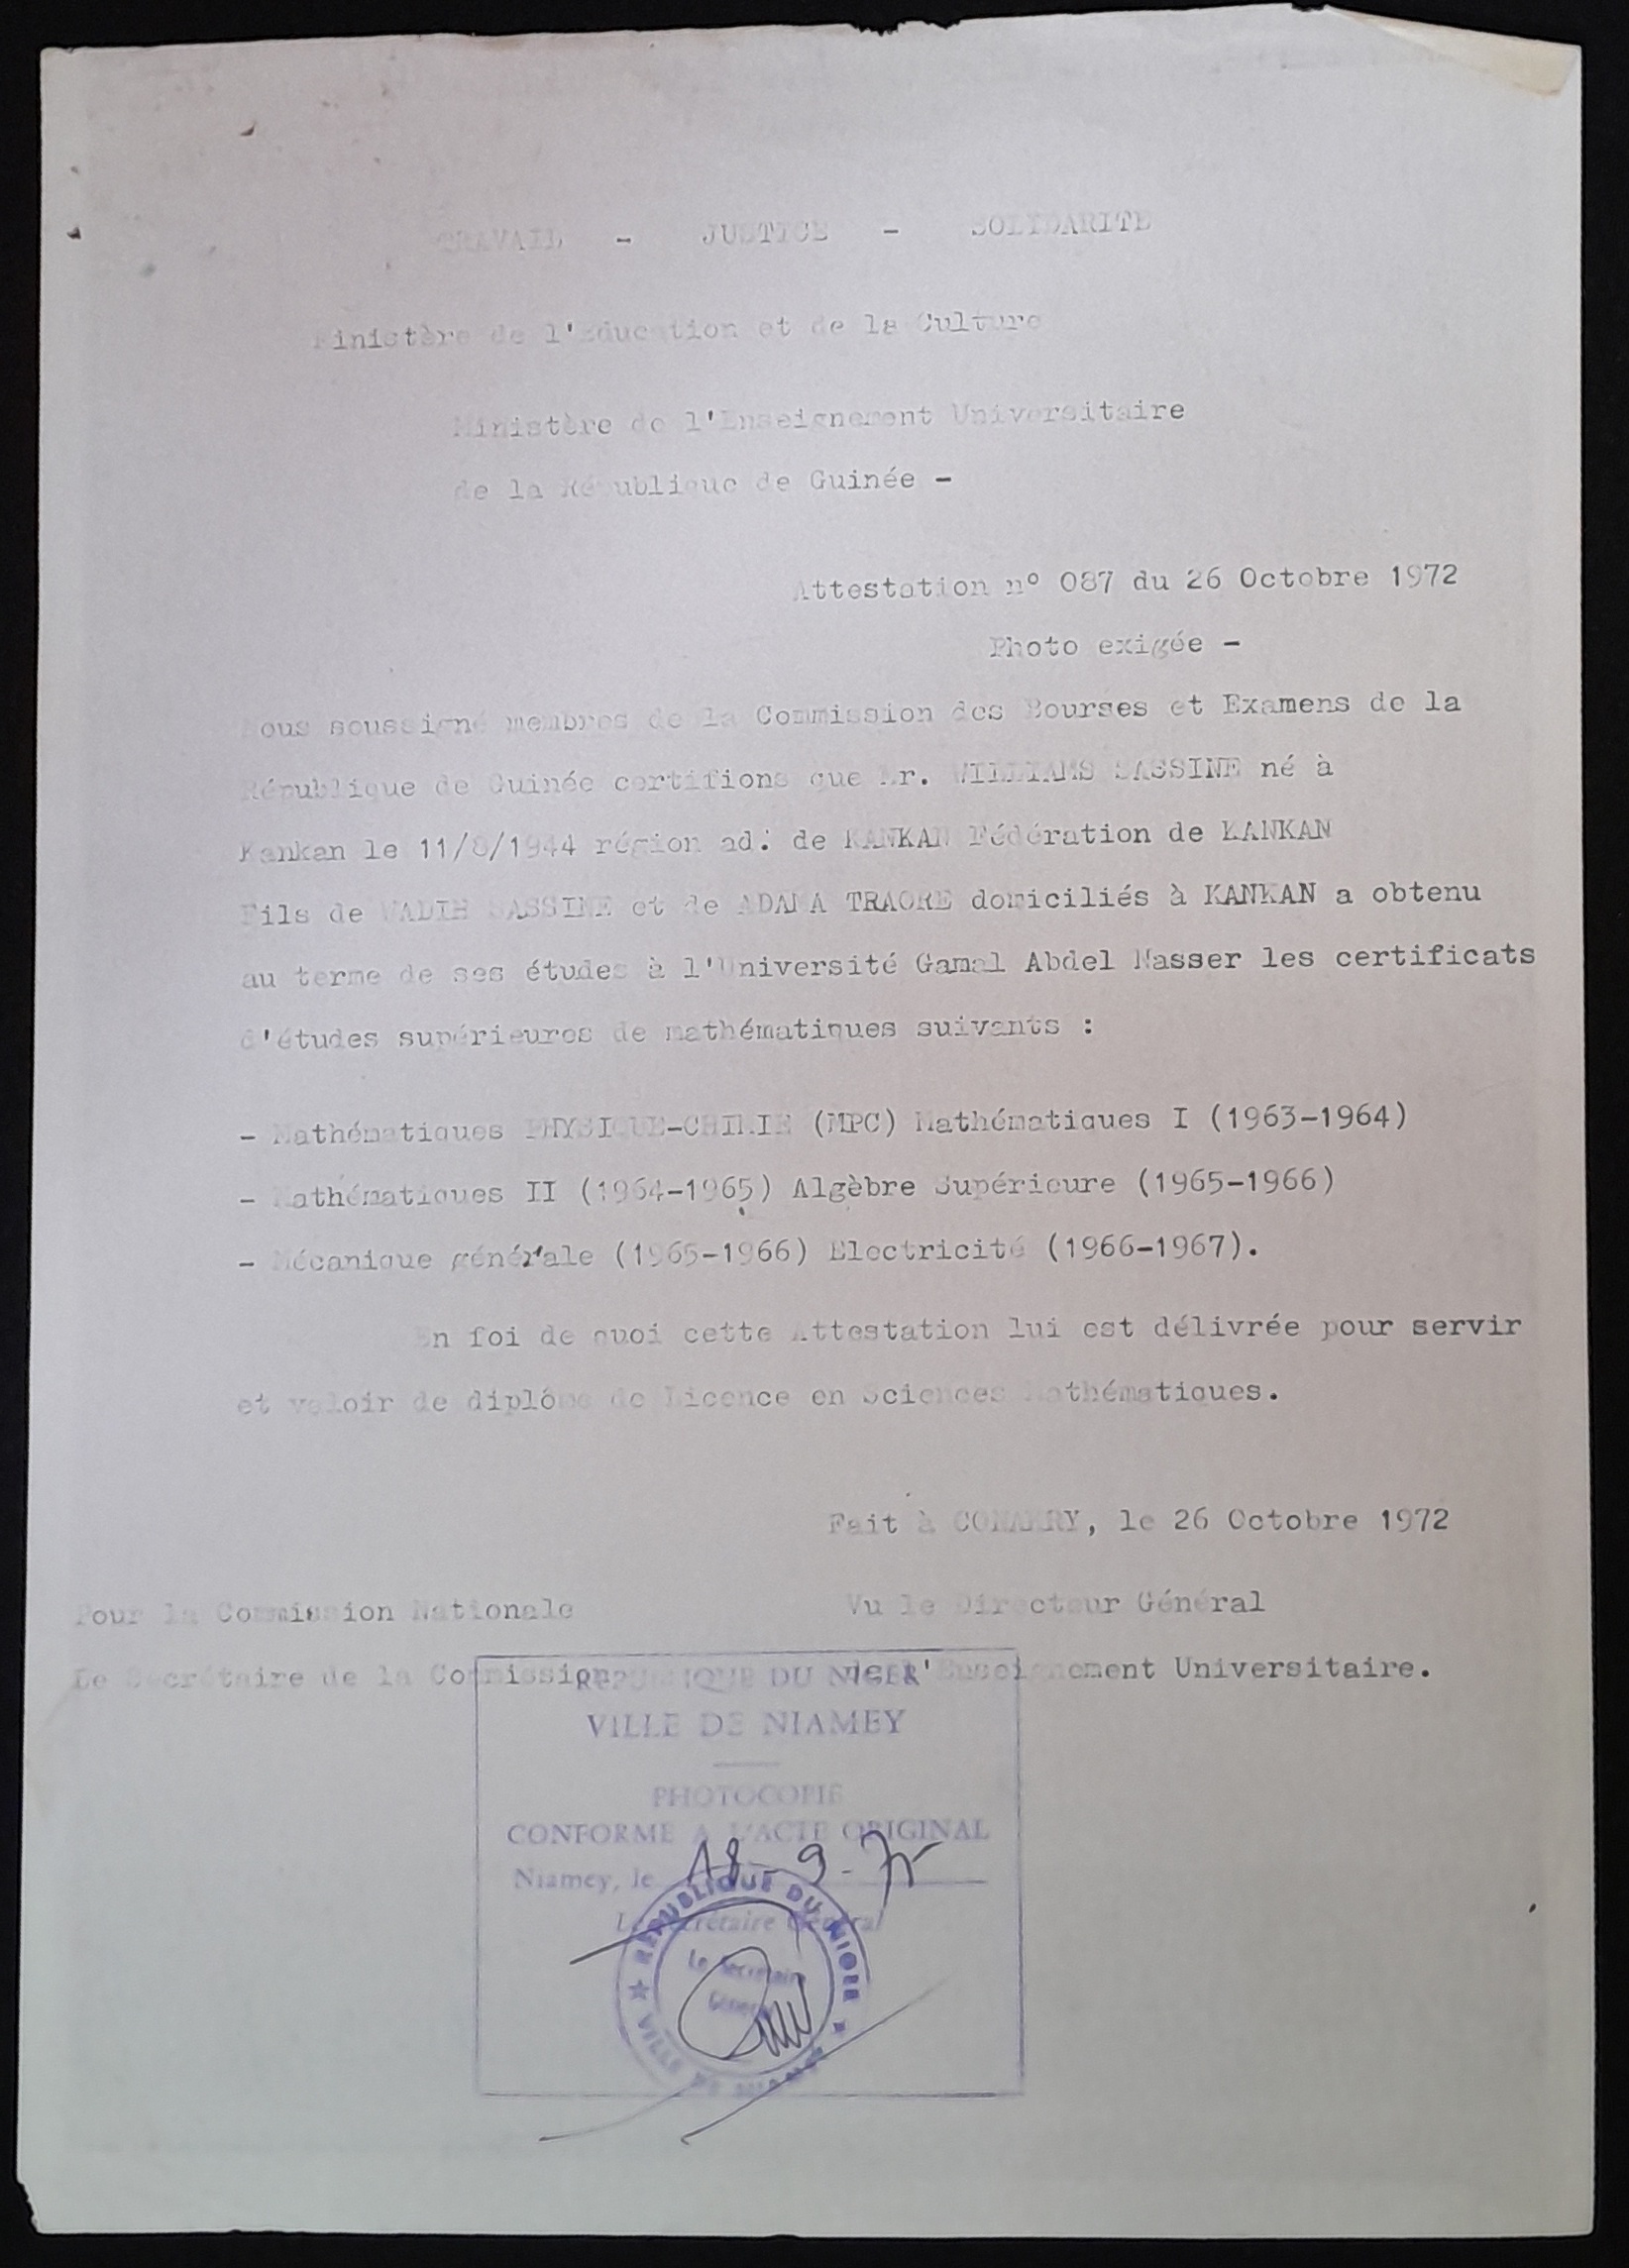 TRAVAIL - JUSTICE - SOLIDARITE
Ministère de l'Education et de la Culture
Ministère de l'Enseignement Universitaire
de la République de Guinée -
Attestation n° 087 du 26 Octobre 1972
Photo exigée -
Nous soussigné membres de la Commission des Bourses et Examens de la
République de Guinée certifions que Mr. WILLIAMS SASSINE né à
Kankan le 11/8/1944 région ad: de KANKAN Fédération de KANKAN
Fils de WADIH SASSINE et de ADAMA TRAORE domiciliés à KANKAN a obtenu
au terme de ses études à l'Université Gamal Abdel Nasser les certificats
d'études supérieures de mathématiques suivants :
- Mathématiques PHYSIQUE-CHIMIE (MPC) Mathématiques I (1963-1964)
- Mathématiques II (1964-1965) Algèbre Supérieure (1965-1966)
- Mécanique générale (1965-1966) Electricité (1966-1967).
En foi de quoi cette Attestation lui est délivrée pour servir
et valoir de diplôme de Licence en Sciences Mathématiques.
Fait à CONAKRY, le 26 Octobre 1972
Pour la Commission Nationale Vu le Directeur Général
Le Secrétaire de la Commission de l'Enseignement Universitaire.
REPUBLIQUE DU NIGER
VILLE DE NIAMEY
PHOTOCOPIE
CONFORME A L'ACTE ORIGINAL
Niamey, le 18-9-75
Le Secrétaire Général
REPUBLIQUE DU NIGER
Le Secrétaire
Général
VILLE DE NIAMEY